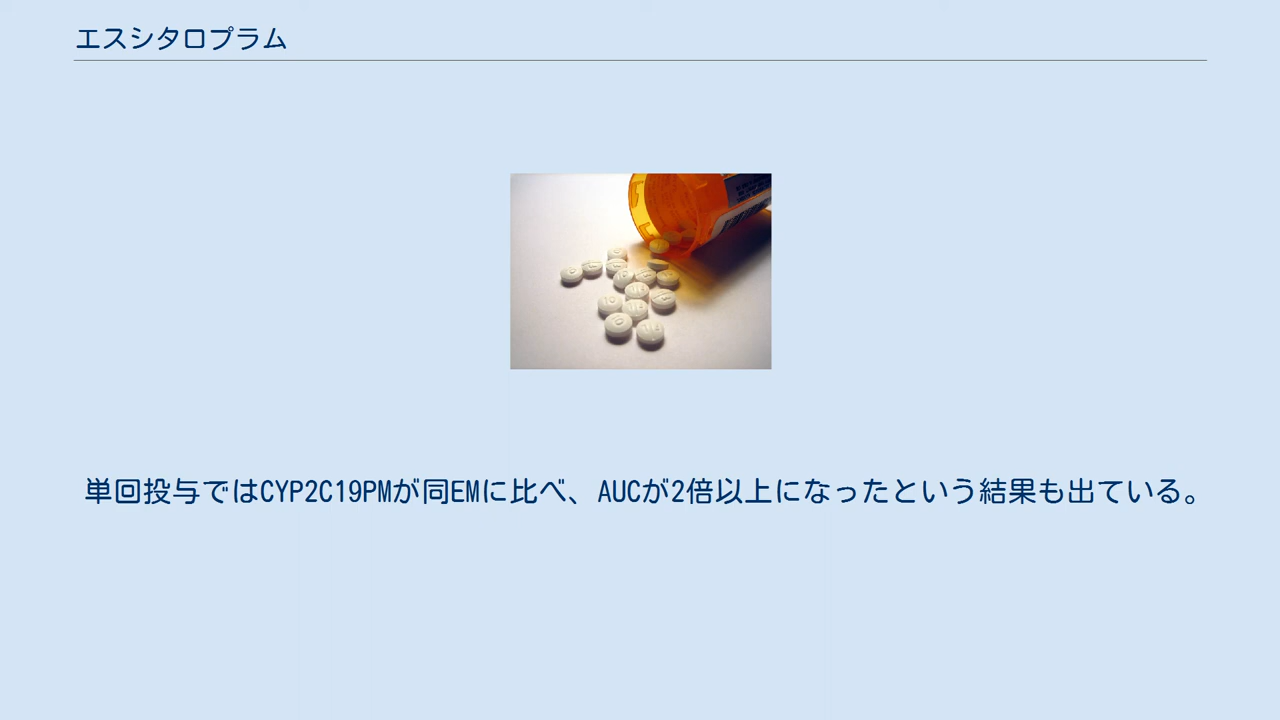 エスシタロプラム
単回投与ではCYP2C19PMが同EMに比べ、AUCが2倍以上になったという結果も出ている。